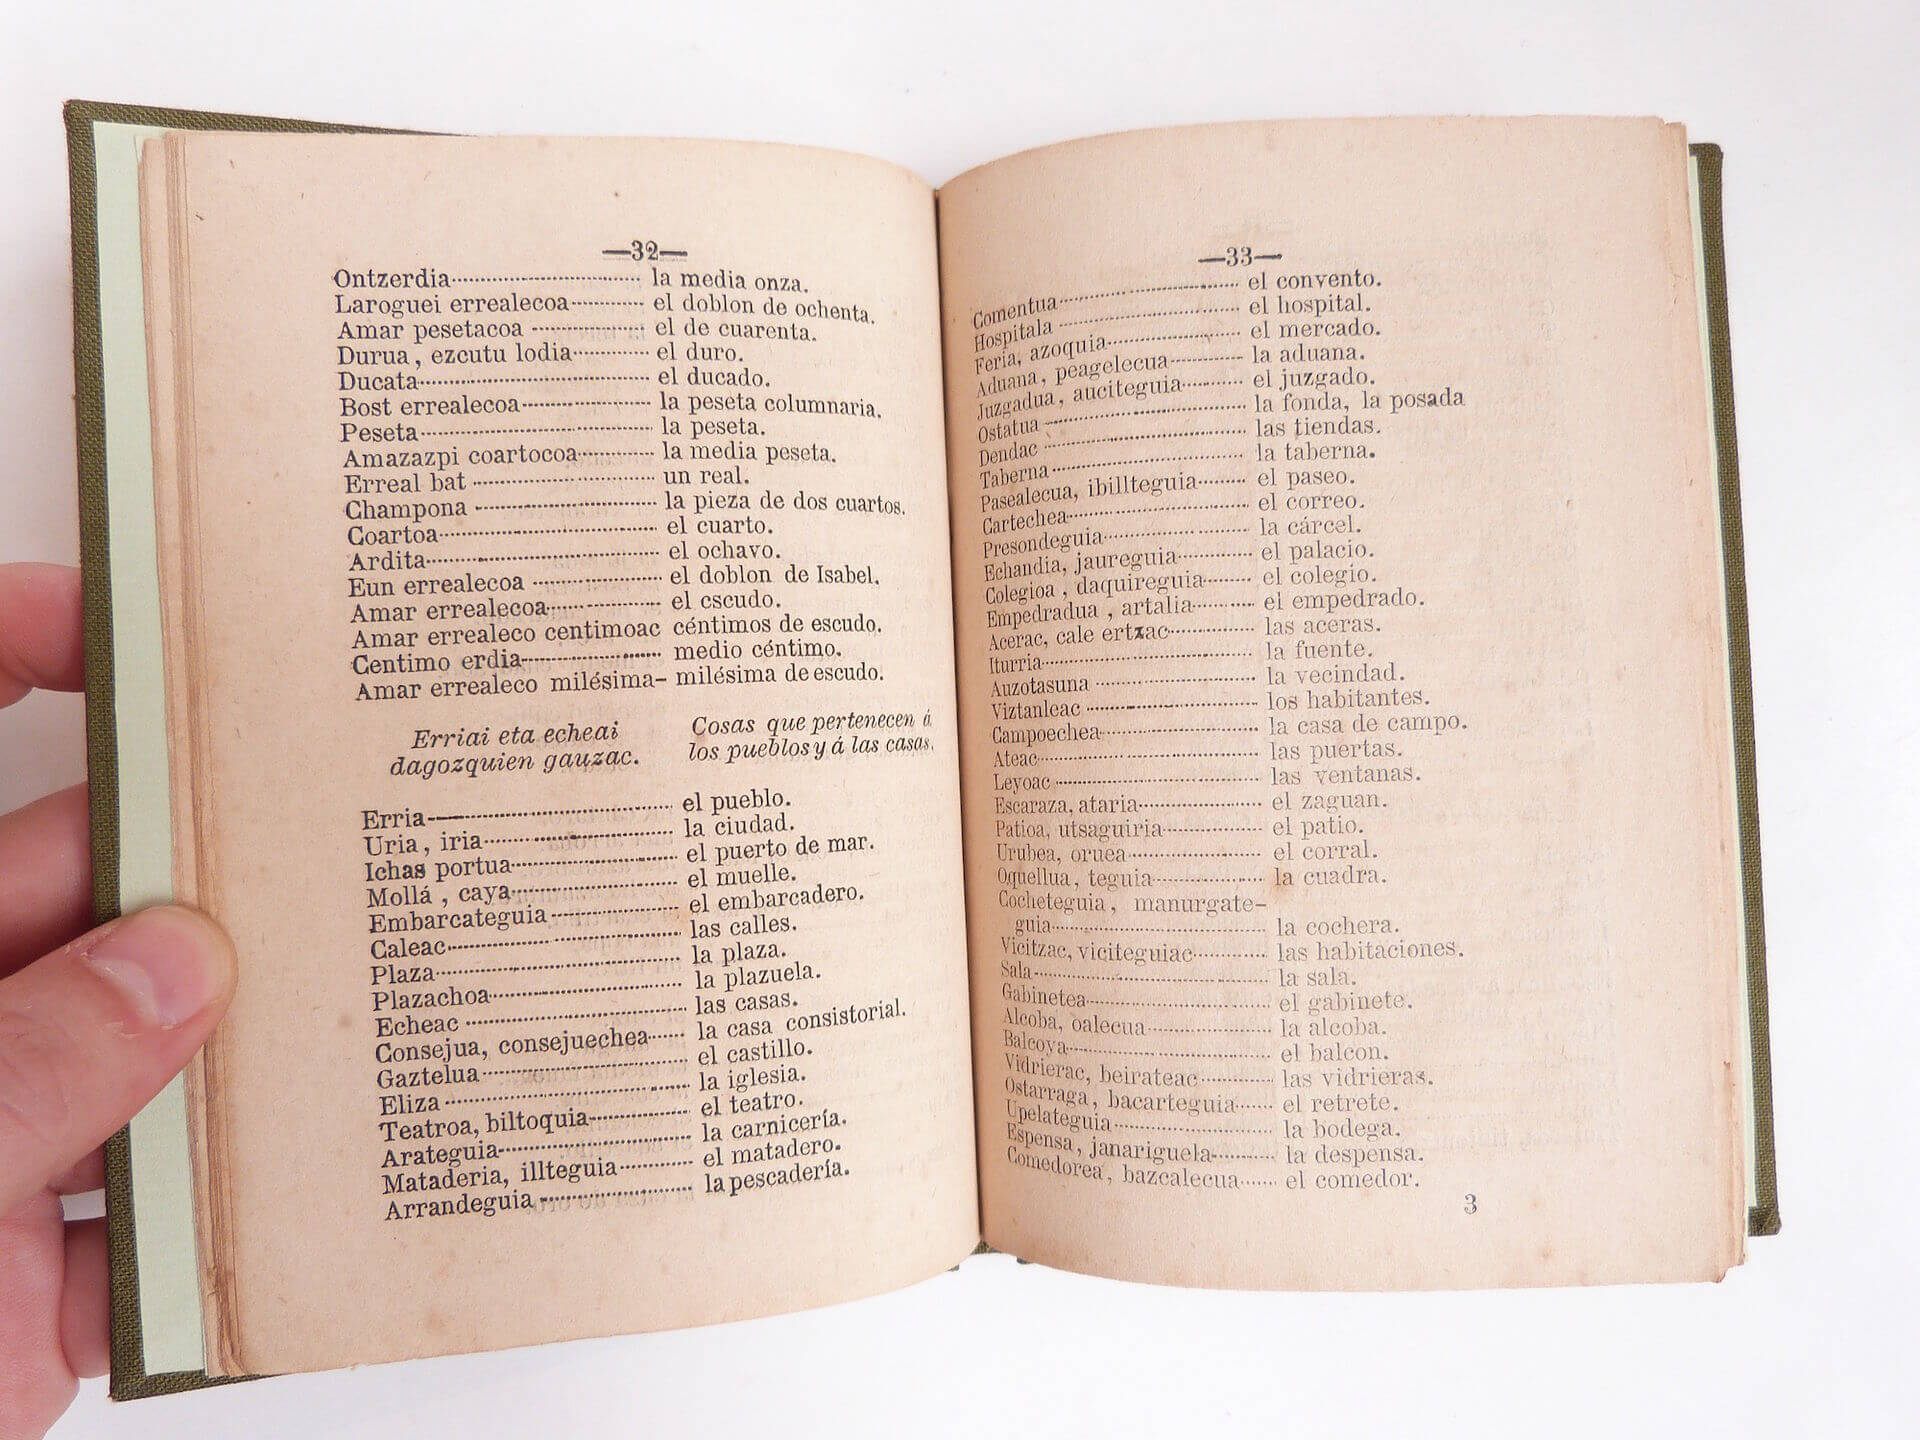 —32—
Ontzerdia la media onza.
Laroguei errealecoa el doblon de ochenta.
Amar pesetacoa el de cuarenta.
Durua, ezcutu lodia el duro.
Ducata el ducado.
Bost errealecoa la peseta columnaria.
Peseta la peseta.
Amazazpi coartocoa la media peseta.
Erreal bat un real.
Champona la pieza de dos cuartos.
Coartoa el cuarto.
Ardita el ochavo.
Eun errealecoa el doblon de Isabel.
Amar errealecoa el cscudo.
Amar errealeco centimoac céntimos de escudo.
Centimo erdia medio céntimo.
Amar errealeco milésima- milésima de escudo.
Erriai eta echeai dagozquien gauzac.
Cosas que pertenecen á los pueblos y á las casas.
Erria el pueblo.
Uria, iria la ciudad.
Ichas portua el puerto de mar.
Mollá, caya el muelle.
Embarcateguia el embarcadero.
Caleac las calles.
Plaza la plaza.
Plazachoa la plazuela.
Echeac las casas.
Consejua, consejuechea la casa consistorial.
Gaztelua el castillo.
Eliza la iglesia.
Teatroa, biltoquia el teatro.
Arateguia la carnicería.
Mataderia, illteguia el matadero.
Arrandeguia la pescadería.
—33—
Comentua el convento.
Hospitala el hospital.
Feria, azoquia el mercado.
Aduana, peagelecua la aduana.
Juzgadua, auciteguia el juzgado.
Ostatua la fonda, la posada
Dendac las tiendas.
Taberna la taberna.
Pasealecua, ibillteguia el paseo.
Cartechea el correo.
Presondeguia la cárcel.
Echandia, jaureguia el palacio.
Colegioa, daquireguia el colegio.
Empedradua, artalia el empedrado.
Acerac, cale ertzac las aceras.
Iturria la fuente.
Auzotasuna la vecindad.
Viztanleac los habitantes.
Campoechea la casa de campo.
Ateac las puertas.
Leyoac las ventanas.
Escaraza, ataria el zaguan.
Patioa, utsaguiria el patio.
Urubea, oruea el corral.
Oquellua, teguia la cuadra.
Cocheteguia, manurgate-
guia la cochera.
Vicitzac, viciteguiac las habitaciones.
Sala la sala.
Gabinetea el gabinete.
Alcoba, oalecua la alcoba.
Balcoya el balcon.
Vidrierac, beirateac las vidrieras.
Ostarraga, bacarteguia el retrete.
Upelateguia la bodega.
Espensa, janariguela la despensa.
Comedorea, bazcalecua el comedor.
3